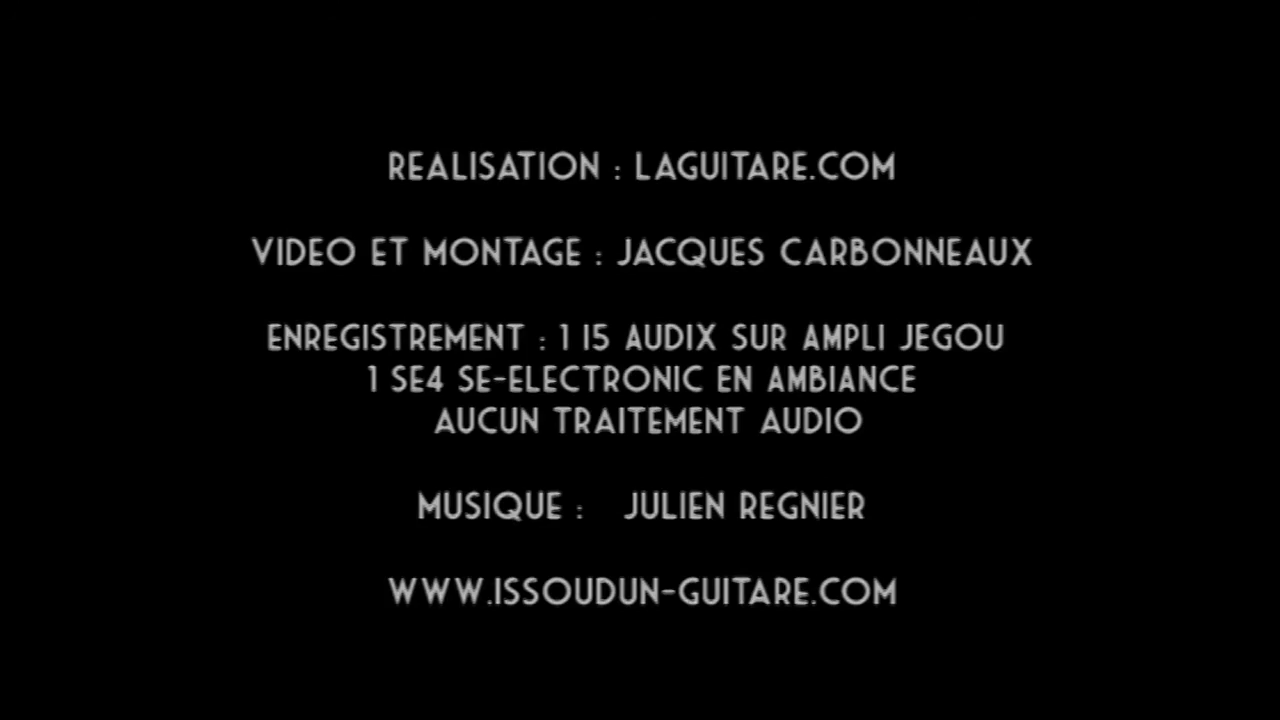 REALISATION : LAGUITARE.COM
VIDEO ET MONTAGE : JACQUES CARBONNEAUX
ENREGISTREMENT : 1 I5 AUDIX SUR AMPLI JEGOU
1 SE4 SE-ELECTRONIC EN AMBIANCE
AUCUN TRAITEMENT AUDIO
MUSIQUE : JULIEN REGNIER
WWW.ISSOUDUN-GUITARE.COM